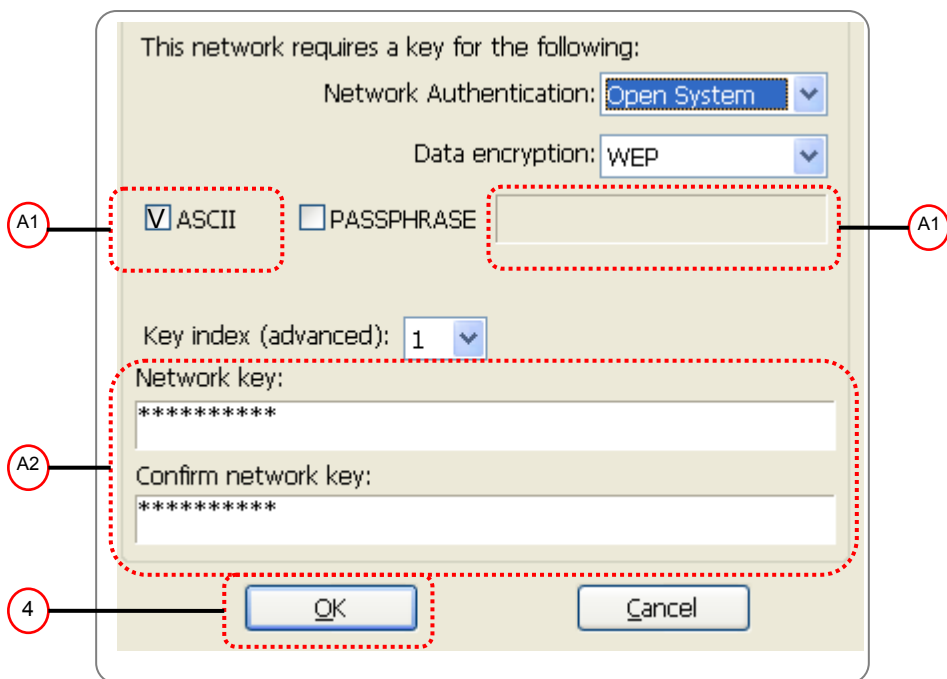 This network requires a key for the following:
Network Authentication: Open System
Data encryption: WEP
A1 V ASCII PASSPHRASE A1
Key index (advanced): 1
Network key:
**********
A2
Confirm network key:
**********
4 OK Cancel